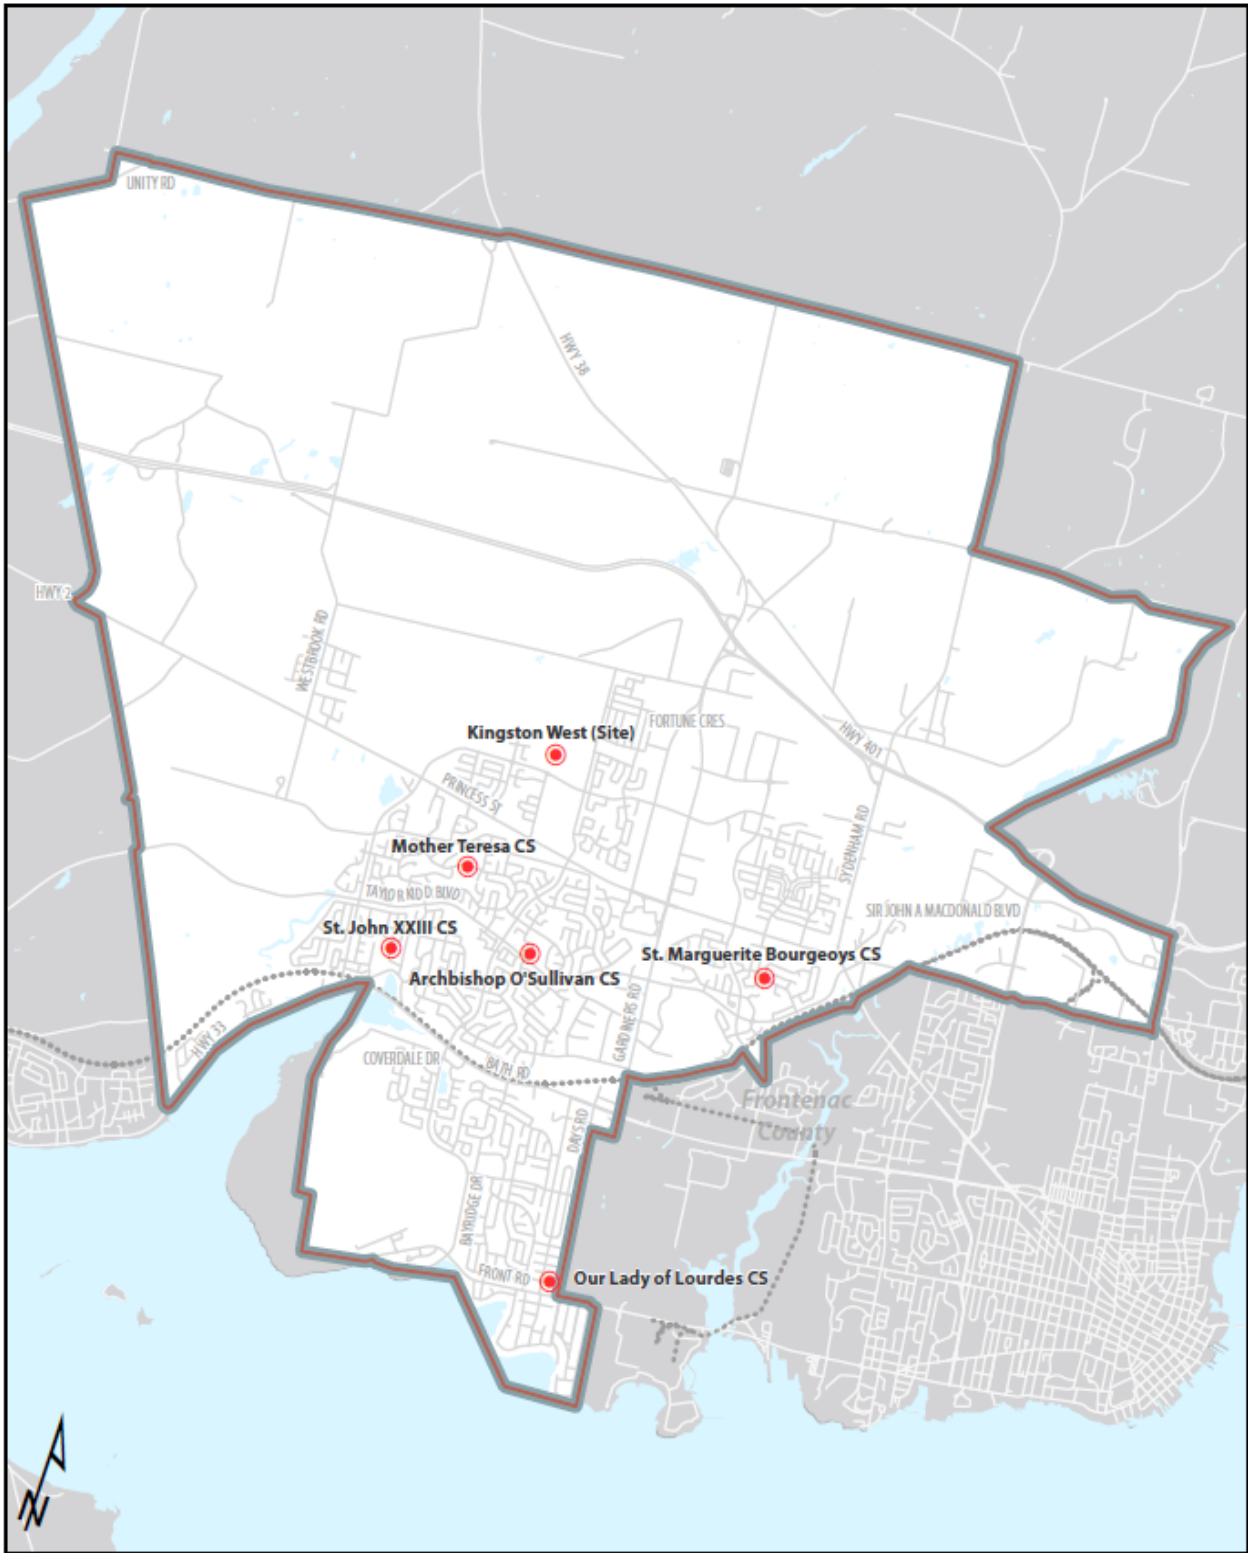 UNITY RD
HWY 38
HWY 2
WESTBROOK RD
FORTUNE CRES
Kingston West (Site)
HWY 401
PRINCESS ST
SYDENHAM RD
Mother Teresa CS
TAYLOR KIDD BLVD
SIR JOHN A MACDONALD BLVD
St. John XXIII CS
St. Marguerite Bourgeoys CS
Archbishop O'Sullivan CS
GARDINERS RD
HWY 33
COVERDALE DR
BATH RD
Frontenac
County
DAYS RD
BAYRIDGE DR
FRONT RD
Our Lady of Lourdes CS
N